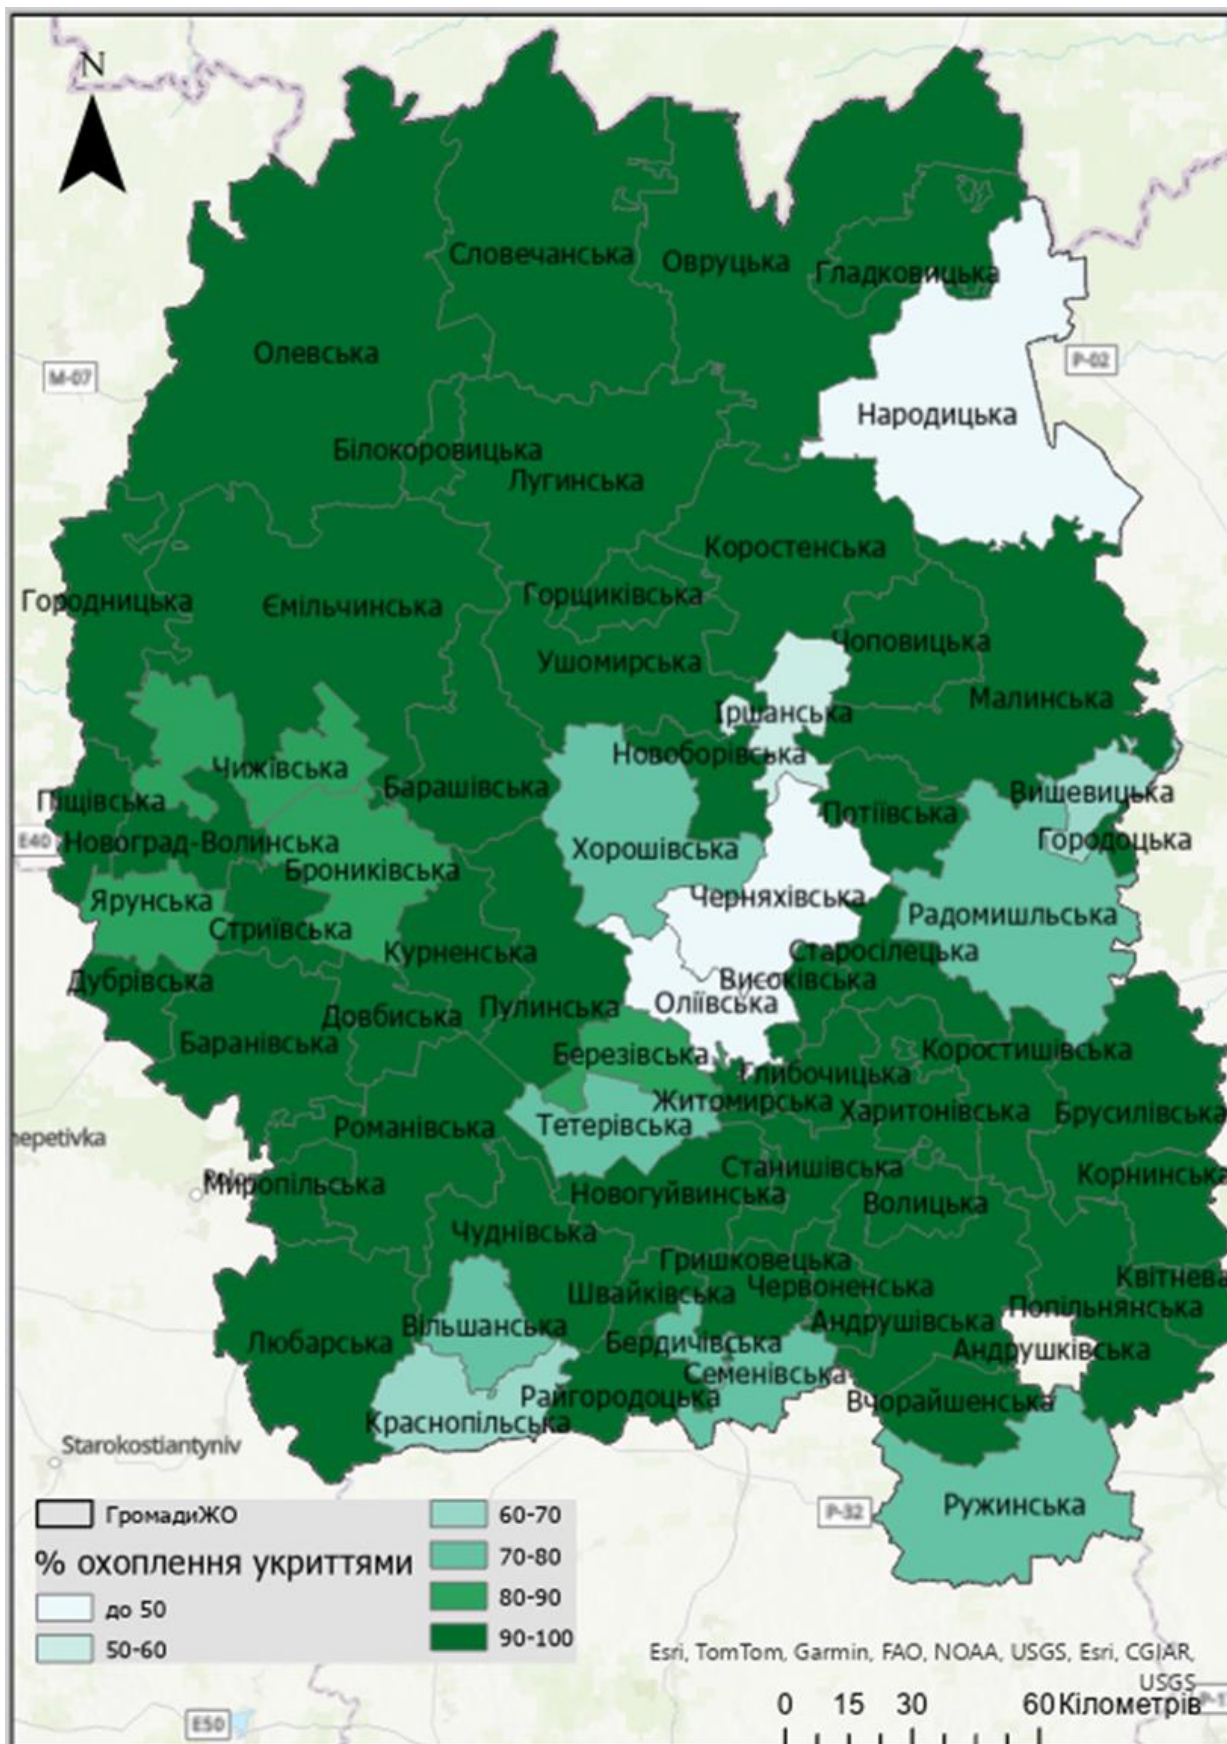 N
Словечанська
Овруцька
Гладковицька
Олевська
М-07
Р-02
Народицька
Білокоровицька
Лугинська
Коростенська
Городницька
Ємільчинська
Горщиківська
Ушомирська
Чоповицька
Малинська
Іршанська
Новоборівська
Чижівська
Барашівська
Піщівська
Вишевицька
Потіївська
E40
Новоград-Волинська
Городоцька
Хорошівська
Брониківська
Ярунська
Черняхівська
Радомишльська
Стриївська
Курненська
Старосілецька
Дубрівська
Високівська
Пулинська
Оліївська
Довбиська
Баранівська
Березівська
Коростишівська
Глибочицька
Житомирська
Харитонівська
Брусилівська
Тетерівська
Романівська
hepetivka
Станишівська
Корнинська
Миропільська
Новогуйвинська
Волицька
Чуднівська
Гришковецька
Квітнева
Швайківська
Червоненська
Попільнянська
Вільшанська
Андрушівська
Любарська
Бердичівська
Андрушківська
Семенівська
Райгородоцька
Вчорайшенська
Краснопільська
Starokostiantyniv
Ружинська
Р-32
ГромадиЖО
% охоплення укриттями
до 50
50-60
60-70
70-80
80-90
90-100
Esri, TomTom, Garmin, FAO, NOAA, USGS, Esri, CGIAR,
USGS
E50
0 15 30 60 Кілометрів